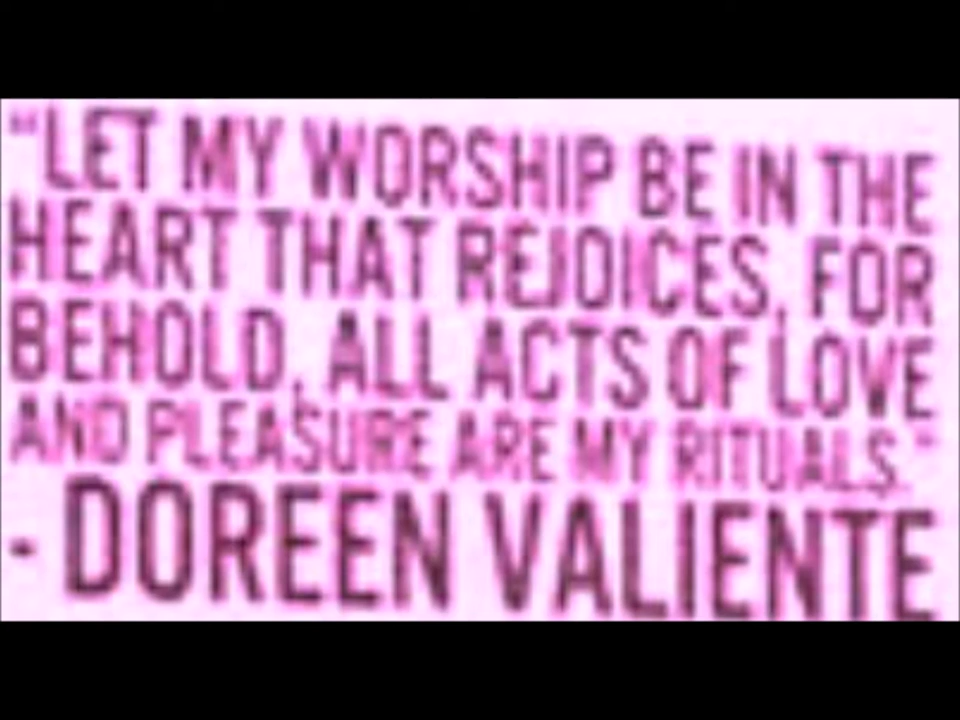 "LET MY WORSHIP BE IN THE
HEART THAT REJOICES, FOR
BEHOLD, ALL ACTS OF LOVE
AND PLEASURE ARE MY RITUALS."
- DOREEN VALIENTE